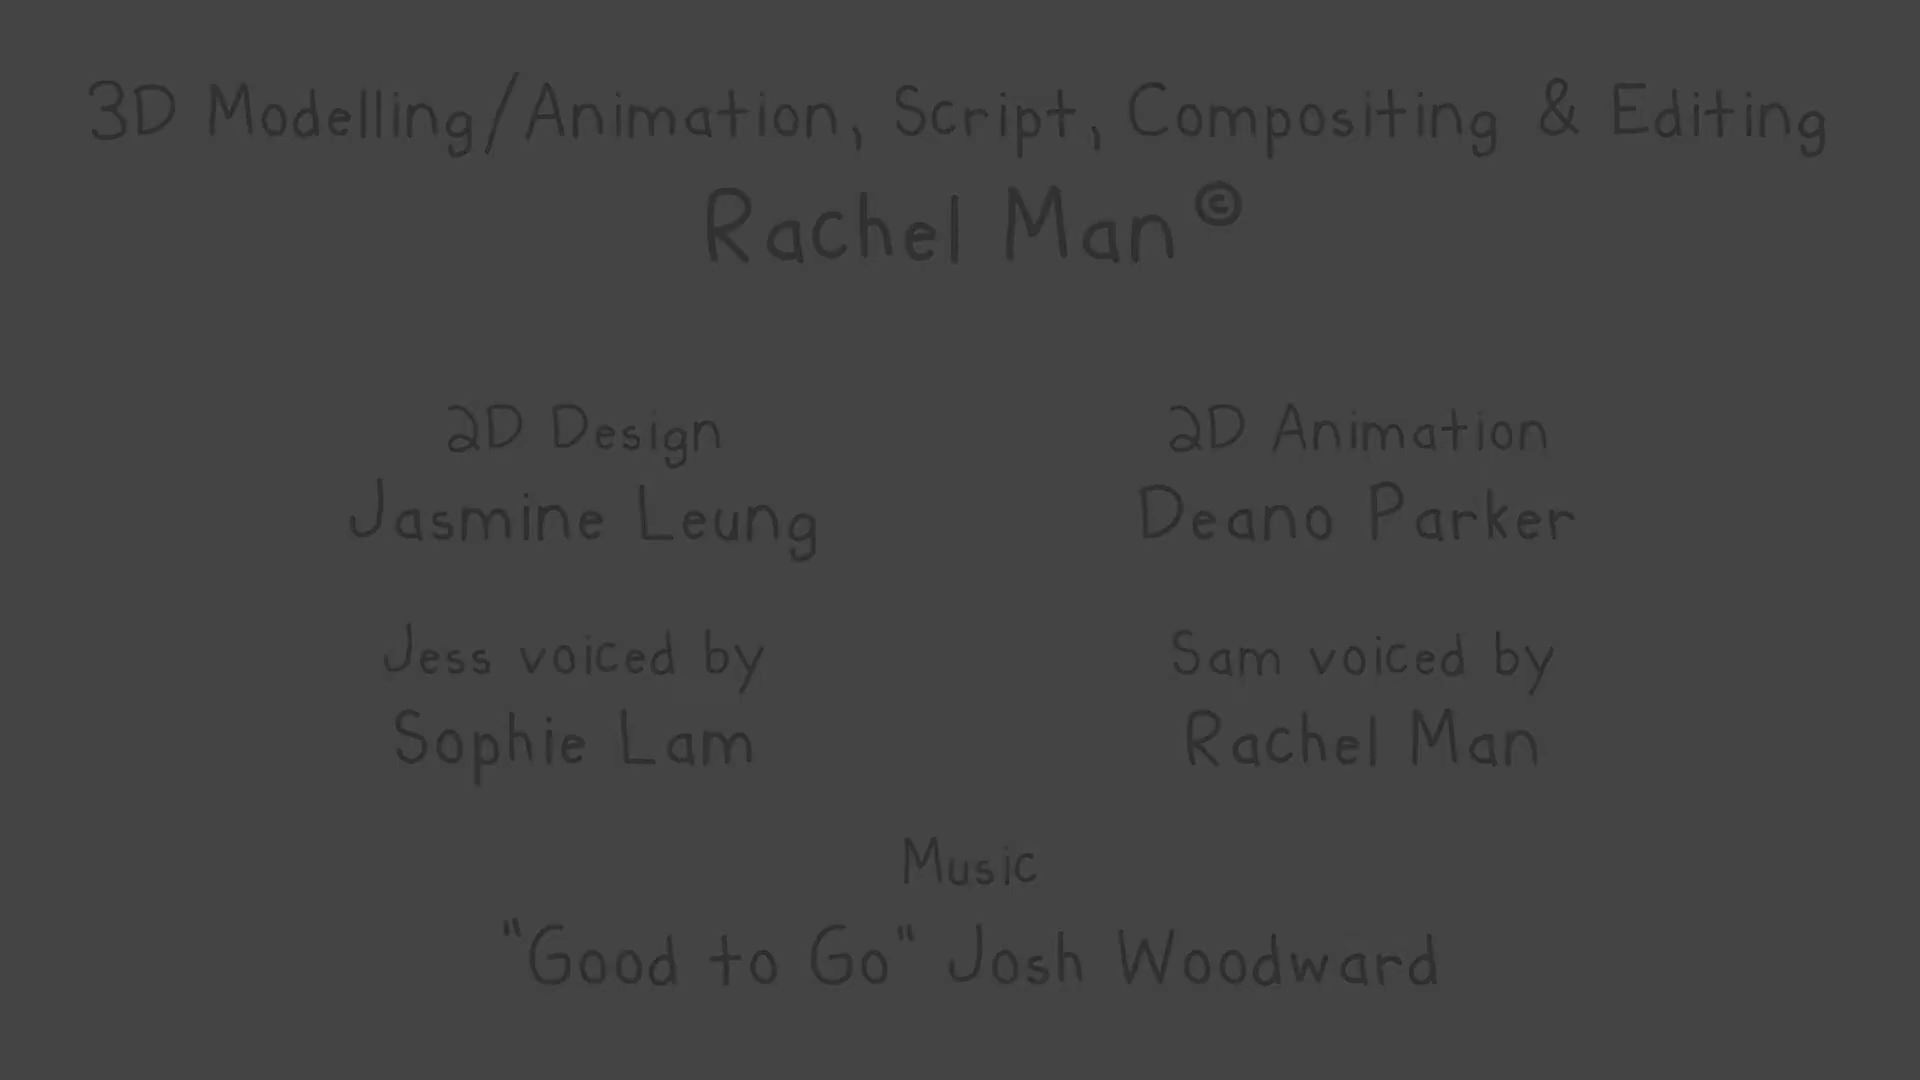 3D Modelling/Animation, Script, Compositing & Editing
Rachel Man ©
2D Design
Jasmine Leung
2D Animation
Deano Parker
Jess voiced by
Sophie Lam
Sam voiced by
Rachel Man
Music
"Good to Go" Josh Woodward